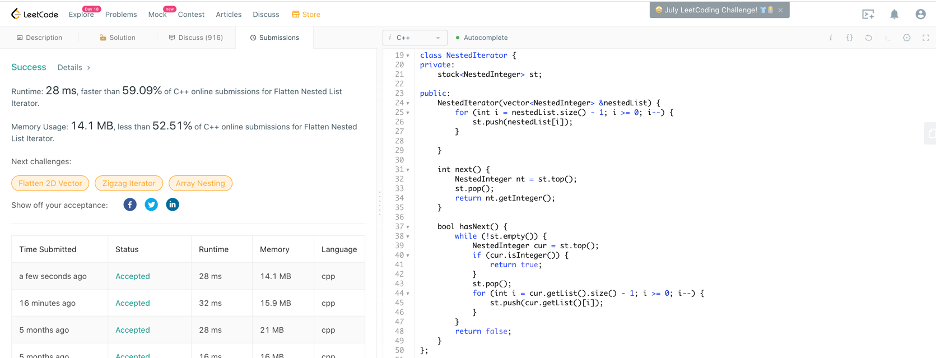 LeetCode
Explore
Day 18
Problems
Mock
new
Contest
Articles
Discuss
Store
July LeetCoding Challenge!
×
Description
Solution
Discuss (916)
Submissions
i C++
Autocomplete
Success
Details >
Runtime: 28 ms, faster than 59.09% of C++ online submissions for Flatten Nested List
Iterator.
Memory Usage: 14.1 MB, less than 52.51% of C++ online submissions for Flatten Nested
List Iterator.
Next challenges:
Flatten 2D Vector
Zigzag Iterator
Array Nesting
Show off your acceptance:
Time Submitted Status Runtime Memory Language
a few seconds ago Accepted 28 ms 14.1 MB cpp
16 minutes ago Accepted 32 ms 15.9 MB cpp
5 months ago Accepted 28 ms 21 MB cpp
5 months ago Accepted 16 ms 16 MB cpp
19 class NestedIterator {
20 private:
21 stack<NestedInteger> st;
22
23 public:
24 NestedIterator(vector<NestedInteger> &nestedList) {
25 for (int i = nestedList.size() - 1; i >= 0; i--) {
26 st.push(nestedList[i]);
27 }
28
29 }
30
31 int next() {
32 NestedInteger nt = st.top();
33 st.pop();
34 return nt.getInteger();
35 }
36
37 bool hasNext() {
38 while (!st.empty()) {
39 NestedInteger cur = st.top();
40 if (cur.isInteger()) {
41 return true;
42 }
43 st.pop();
44 for (int i = cur.getList().size() - 1; i >= 0; i--) {
45 st.push(cur.getList()[i]);
46 }
47 }
48 return false;
49 }
50 };